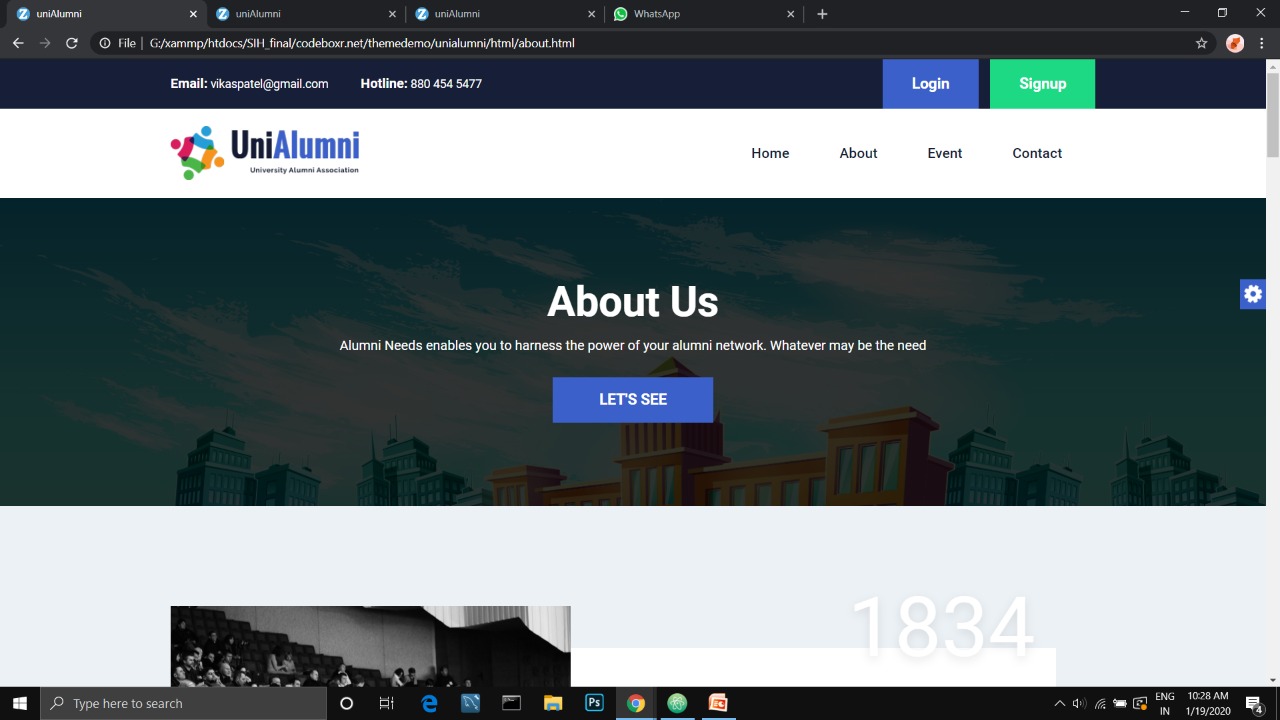 uniAlumni
uniAlumni
uniAlumni
WhatsApp
File | G:/xammp/htdocs/SIH_final/codeboxr.net/themedemo/unialumni/html/about.html
Email: vikaspatel@gmail.com Hotline: 880 454 5477
Login
Signup
UniAlumni
University Alumni Association
Home About Event Contact
About Us
Alumni Needs enables you to harness the power of your alumni network. Whatever may be the need
LET'S SEE
1834
Type here to search
Ps
ENG
IN
10:28 AM
1/19/2020
4